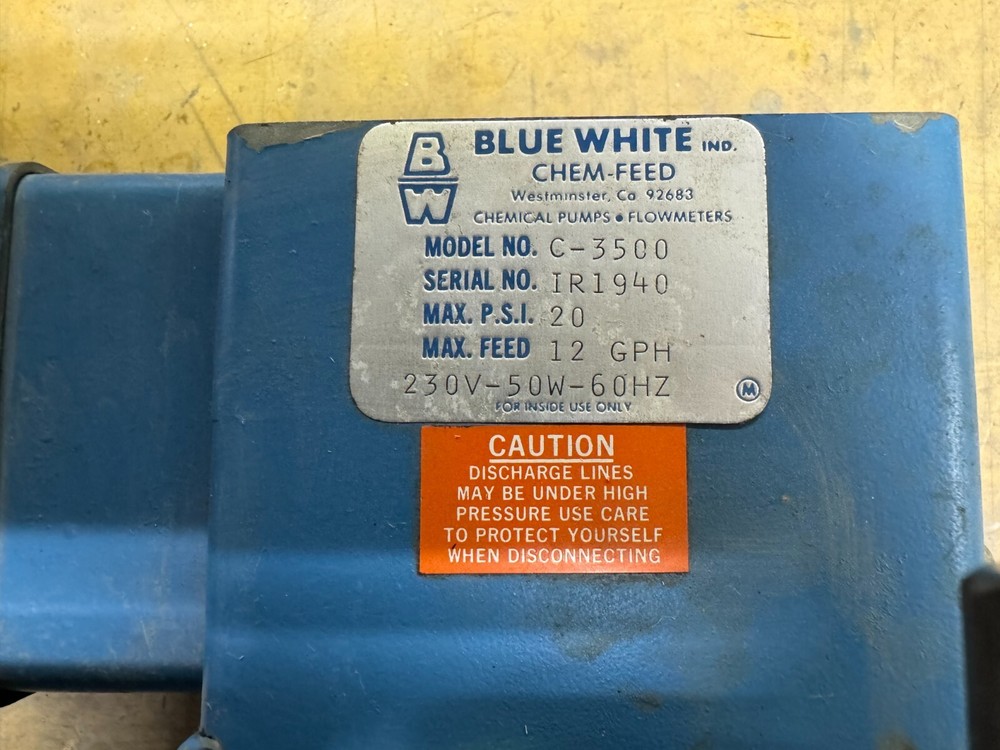 B
W
BLUE WHITE IND.
CHEM-FEED
Westminster, Ca 92683
CHEMICAL PUMPS • FLOWMETERS
MODEL NO. C-3500
SERIAL NO. IR1940
MAX. P.S.I. 20
MAX. FEED 12 GPH
230V-50W-60HZ
M
FOR INSIDE USE ONLY
CAUTION
DISCHARGE LINES
MAY BE UNDER HIGH
PRESSURE USE CARE
TO PROTECT YOURSELF
WHEN DISCONNECTING